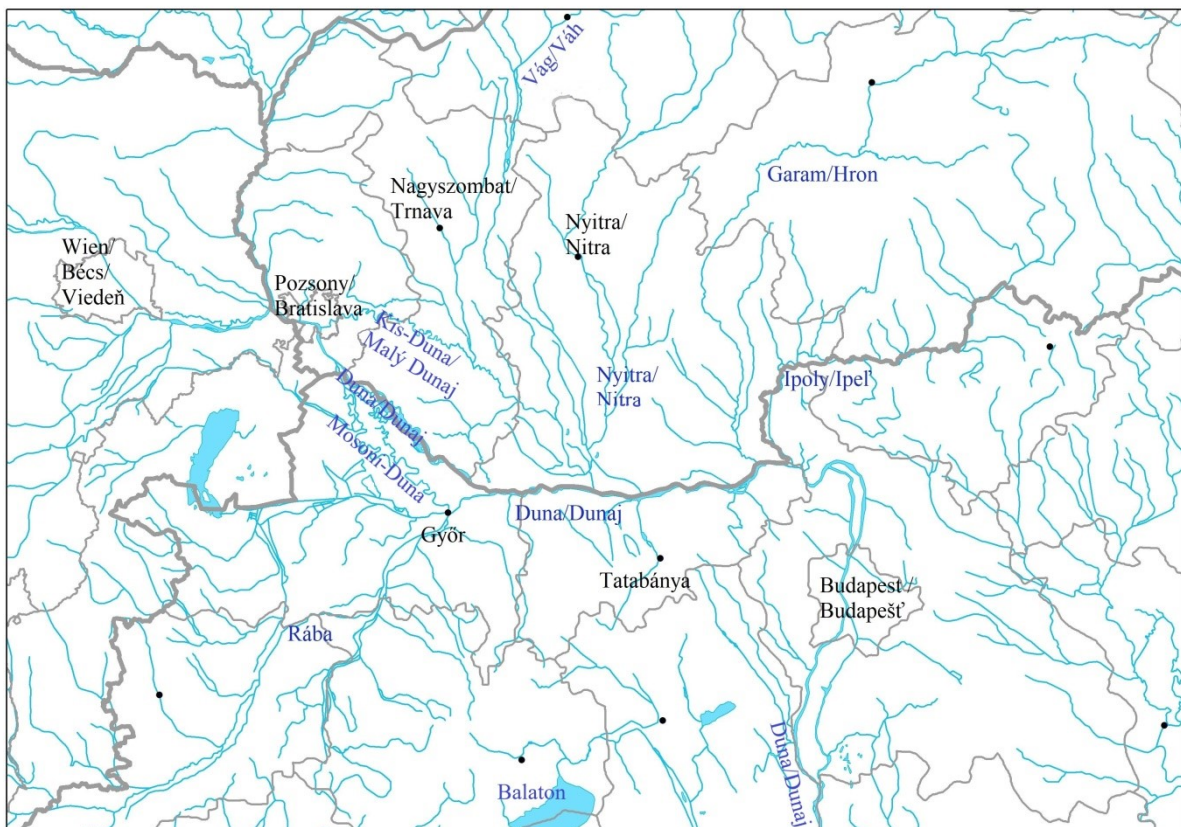 Vág/Váh
Garam/Hron
Nagyszombat/
Trnava
Nyitra/
Nitra
Wien/
Bécs/
Viedeň
Pozsony/
Bratislava
Kis-Duna/
Malý Dunaj
Nyitra/
Nitra
Ipoly/Ipeľ
Duna/Dunaj
Mosoni-Duna
Győr
Duna/Dunaj
Tatabánya
Budapest /
Budapešť
Rába
Duna/Dunaj
Balaton